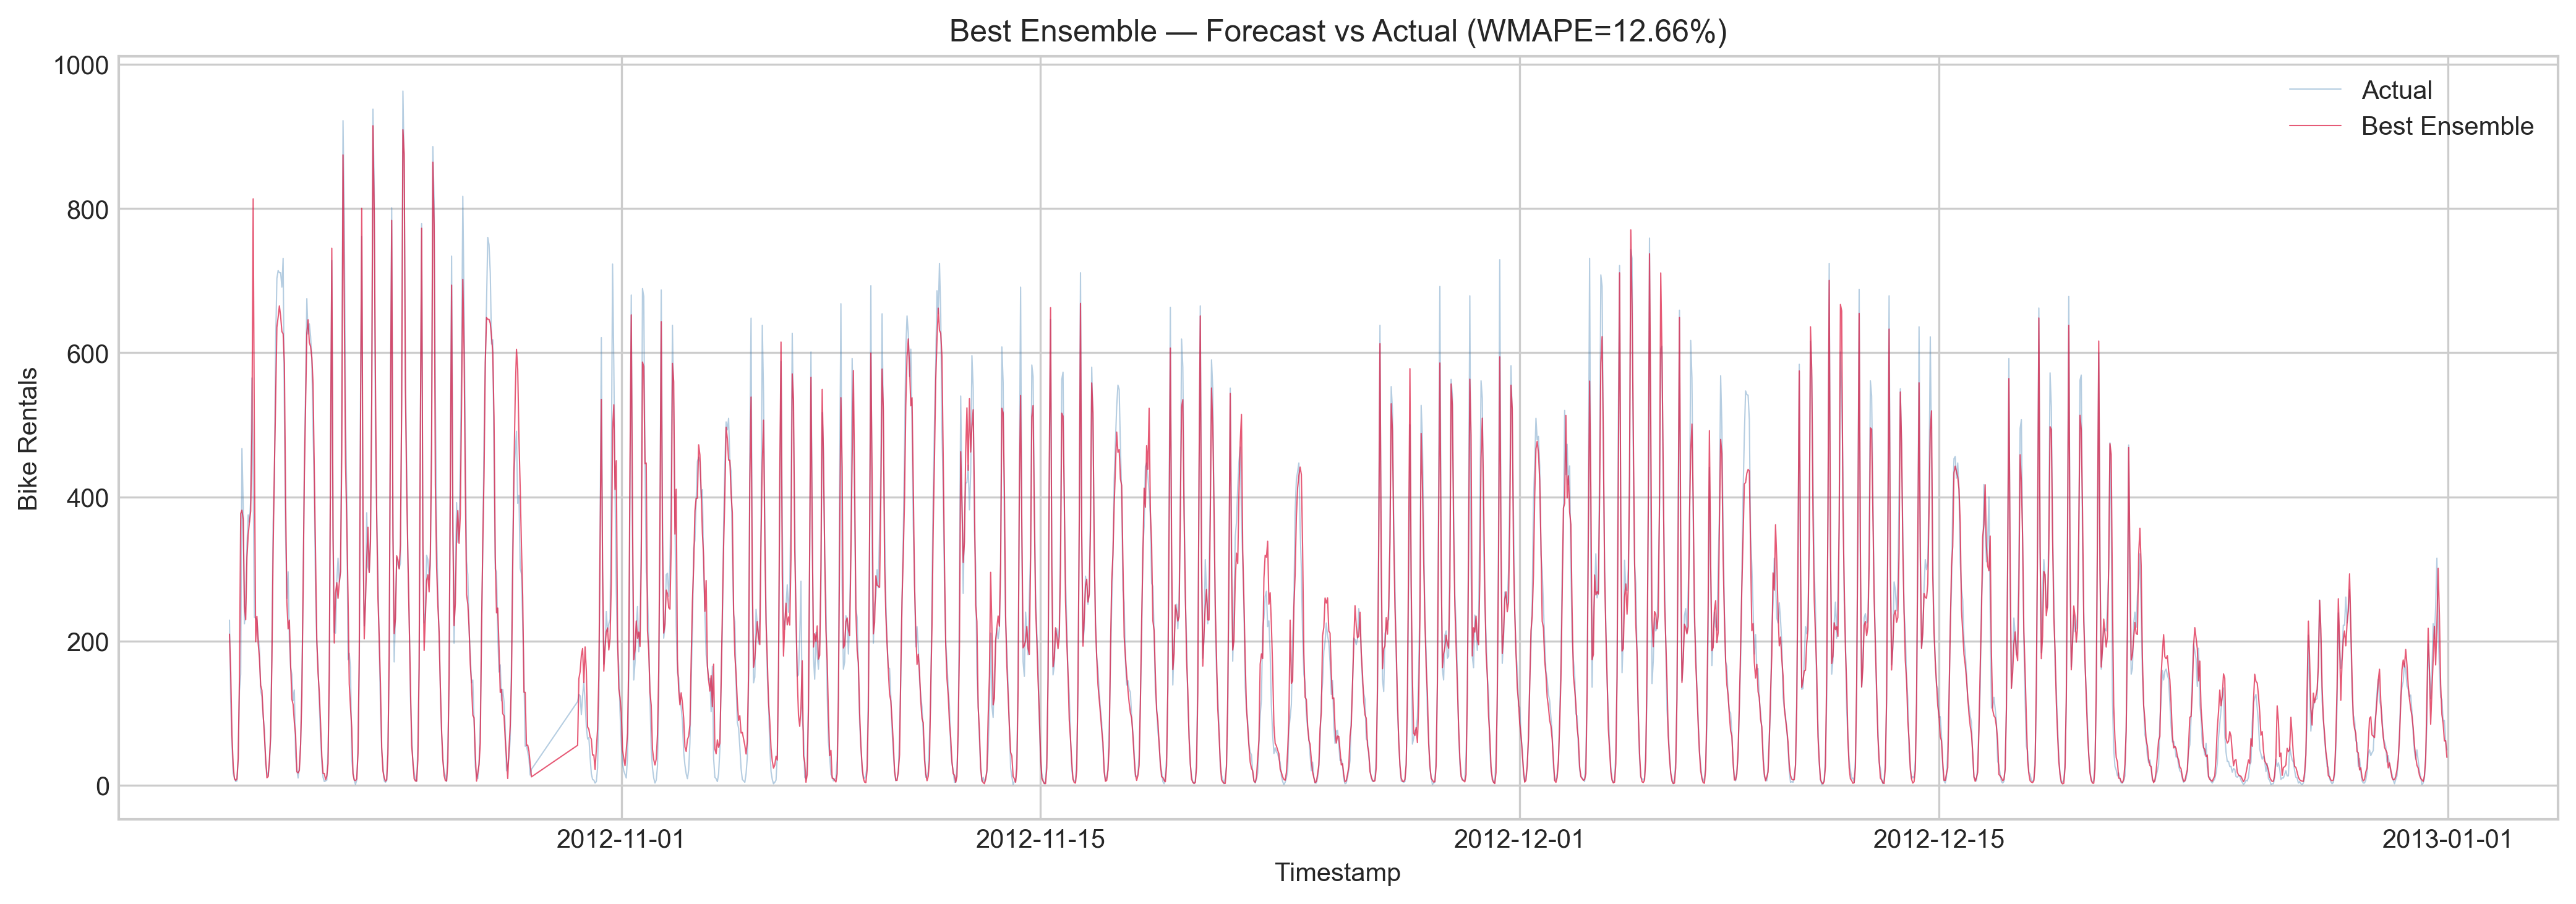 Best Ensemble — Forecast vs Actual (WMAPE=12.66%)
1000
800
600
400
200
0
Bike Rentals
Actual
Best Ensemble
2012-11-01
2012-11-15
2012-12-01
2012-12-15
2013-01-01
Timestamp